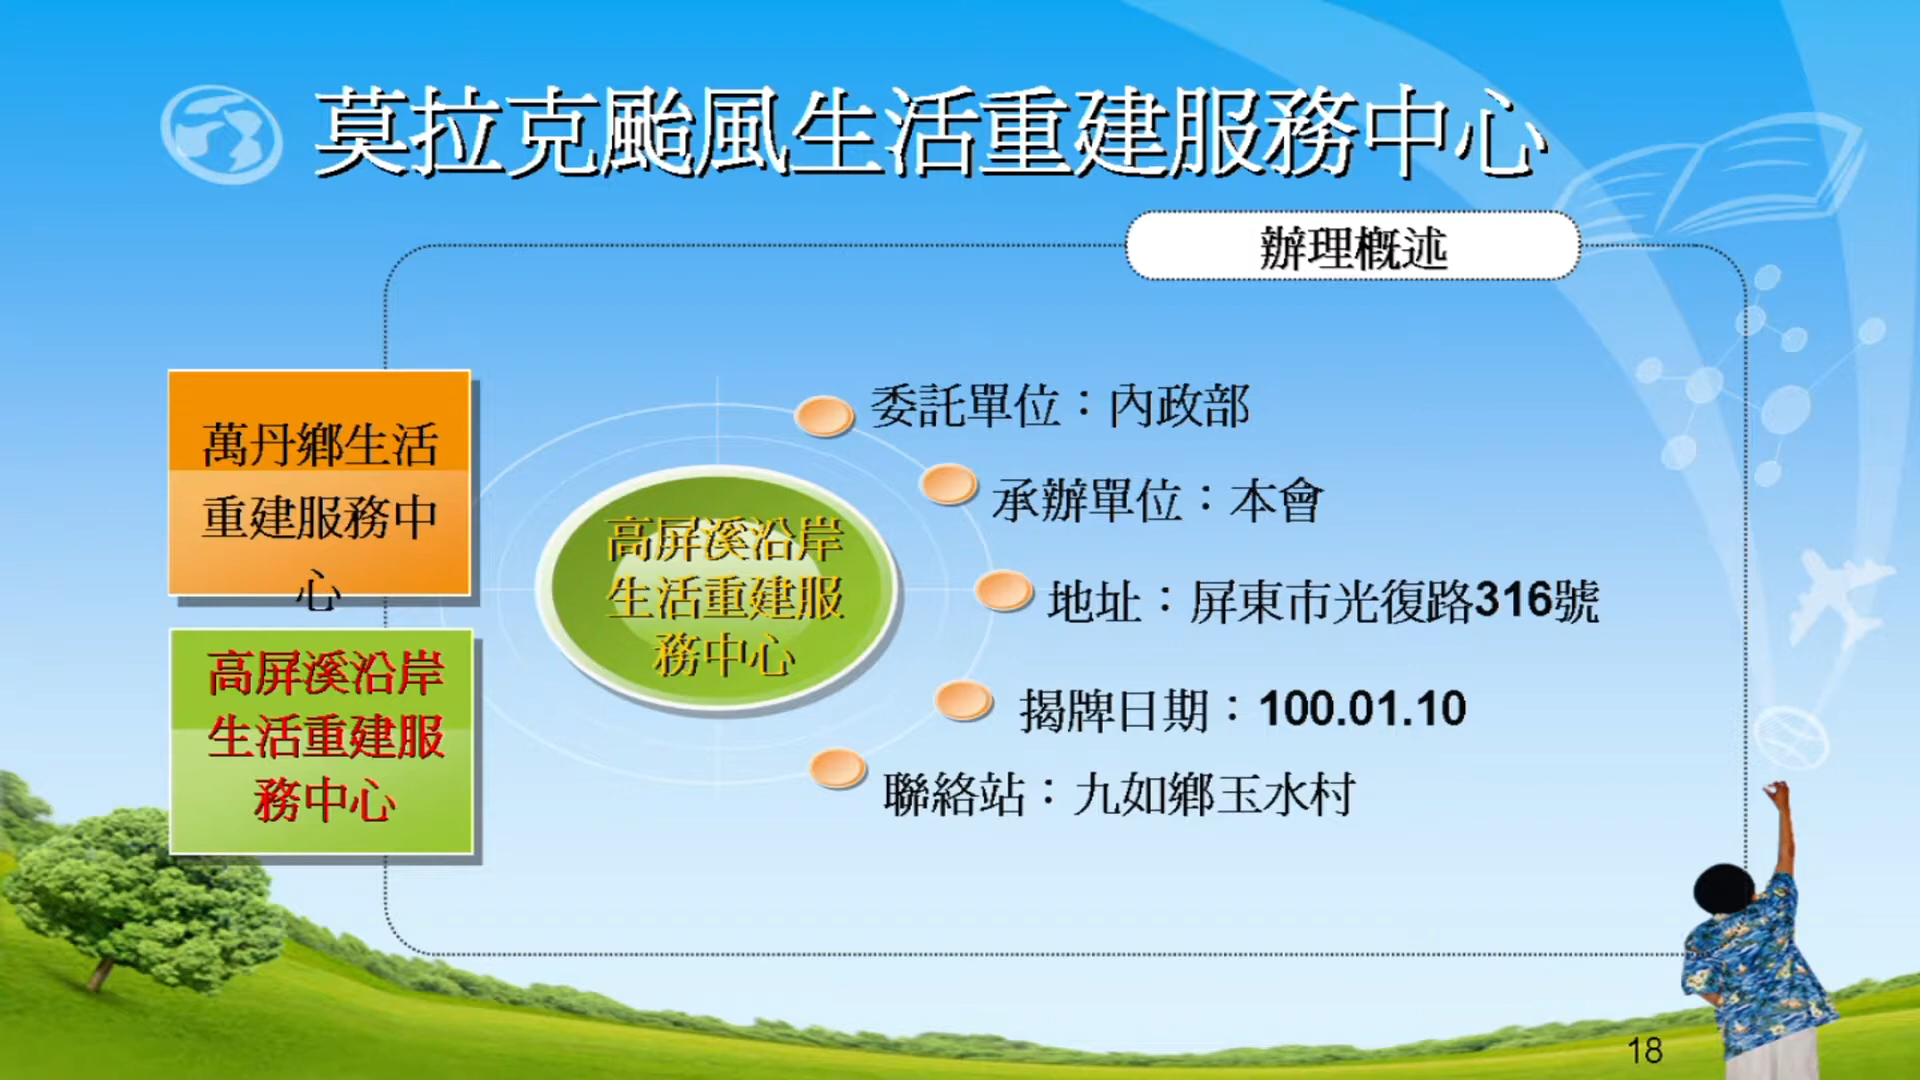 莫拉克颱風生活重建服務中心
辦理概述
萬丹鄉生活
重建服務中
心
高屏溪沿岸
生活重建服
務中心
高屏溪沿岸
生活重建服
務中心
委託單位：內政部
承辦單位：本會
地址：屏東市光復路316號
揭牌日期：100.01.10
聯絡站：九如鄉玉水村
18